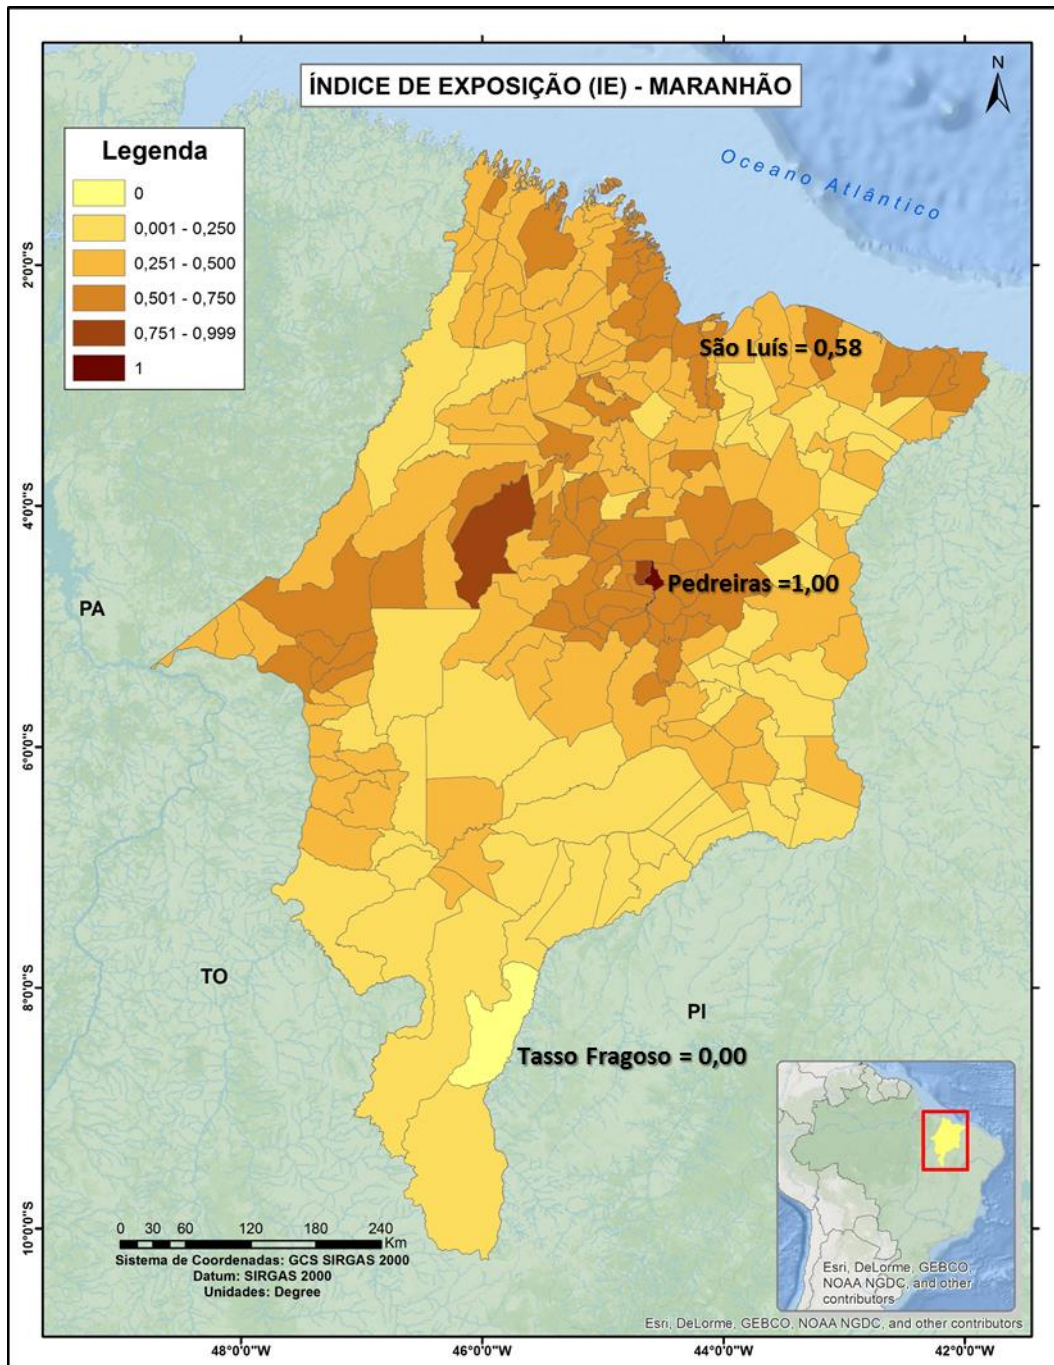 ÍNDICE DE EXPOSIÇÃO (IE) - MARANHÃO
N
Legenda
0
0,001 - 0,250
0,251 - 0,500
0,501 - 0,750
0,751 - 0,999
1
Oceano Atlântico
São Luís = 0,58
Pedreiras =1,00
Tasso Fragoso = 0,00
PA
TO
PI
2°0'0"S
4°0'0"S
6°0'0"S
8°0'0"S
10°0'0"S
0 30 60 120 180 240
Km
Sistema de Coordenadas: GCS SIRGAS 2000
Datum: SIRGAS 2000
Unidades: Degree
Esri, DeLorme, GEBCO,
NOAA NGDC, and other
contributors
Esri, DeLorme, GEBCO, NOAA NGDC, and other contributors
48°0'0"W 46°0'0"W 44°0'0"W 42°0'0"W